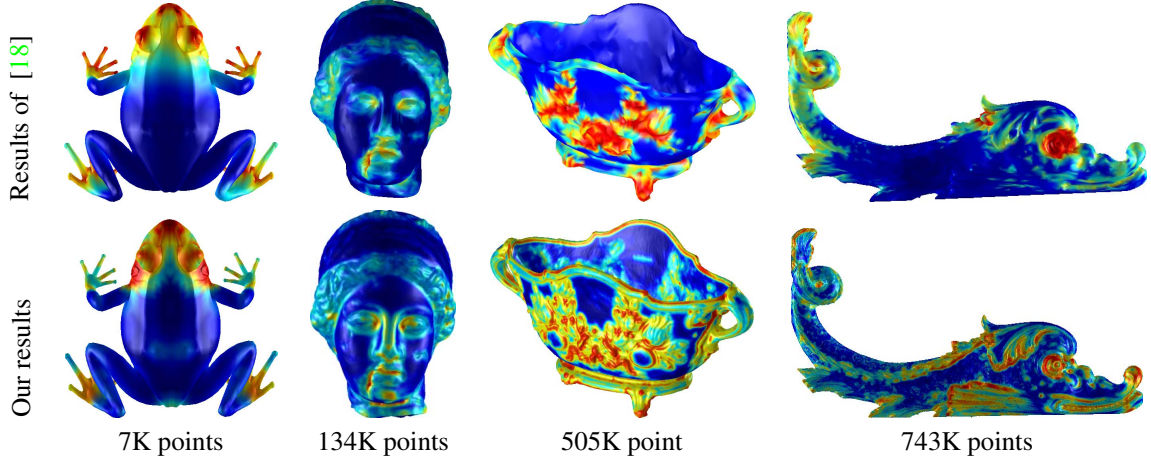 Results of [18]
Our results
7K points
134K points
505K point
743K points